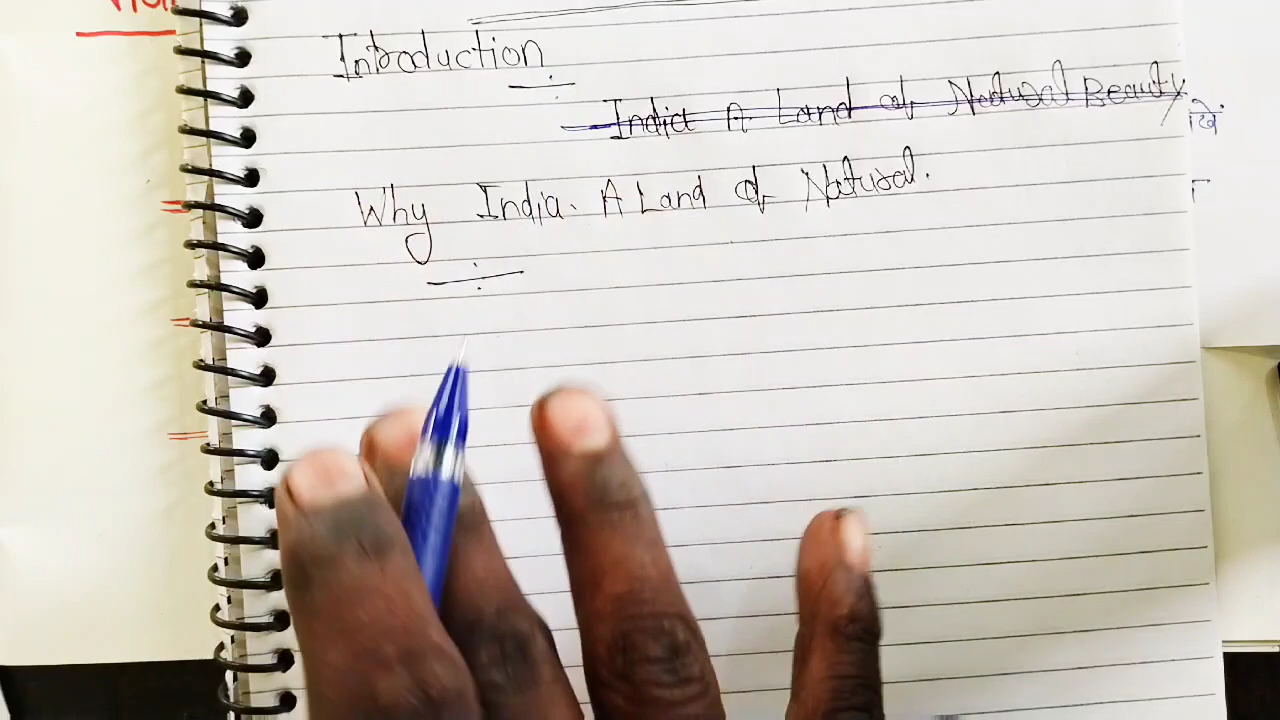 Introduction
India A Land of Natural Beauty.
Why India. A Land of Natural.